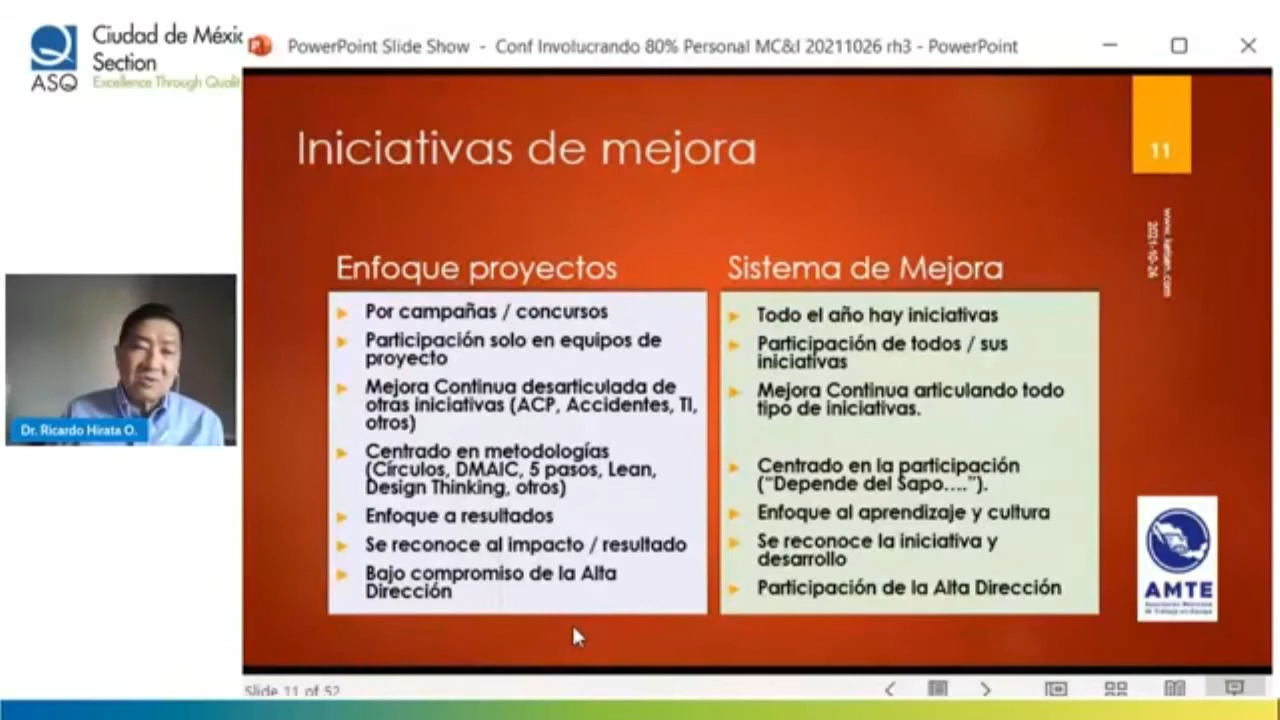 Ciudad de Méxic
Section
Excellence Through Qualit
ASQ
PowerPoint Slide Show - Conf Involucrando 80% Personal MC&I 20211026 rh3 - PowerPoint
Iniciativas de mejora
11
2021-10-26
Enfoque proyectos
Por campañas / concursos
Participación solo en equipos de
proyecto
Mejora Continua desarticulada de
otras iniciativas (ACP, Accidentes, TI,
otros)
Centrado en metodologías
(Círculos, DMAIC, 5 pasos, Lean,
Design Thinking, otros)
Enfoque a resultados
Se reconoce al impacto / resultado
Bajo compromiso de la Alta
Dirección
Sistema de Mejora
Todo el año hay iniciativas
Participación de todos / sus
iniciativas
Mejora Continua articulando todo
tipo de iniciativas.
Centrado en la participación
(“Depende del Sapo....”).
Enfoque al aprendizaje y cultura
Se reconoce la iniciativa y
desarrollo
Participación de la Alta Dirección
Dr. Ricardo Hirata O.
AMTE
Asociación Mexicana
de Trabajo en Equipo
Slide 11 of 52